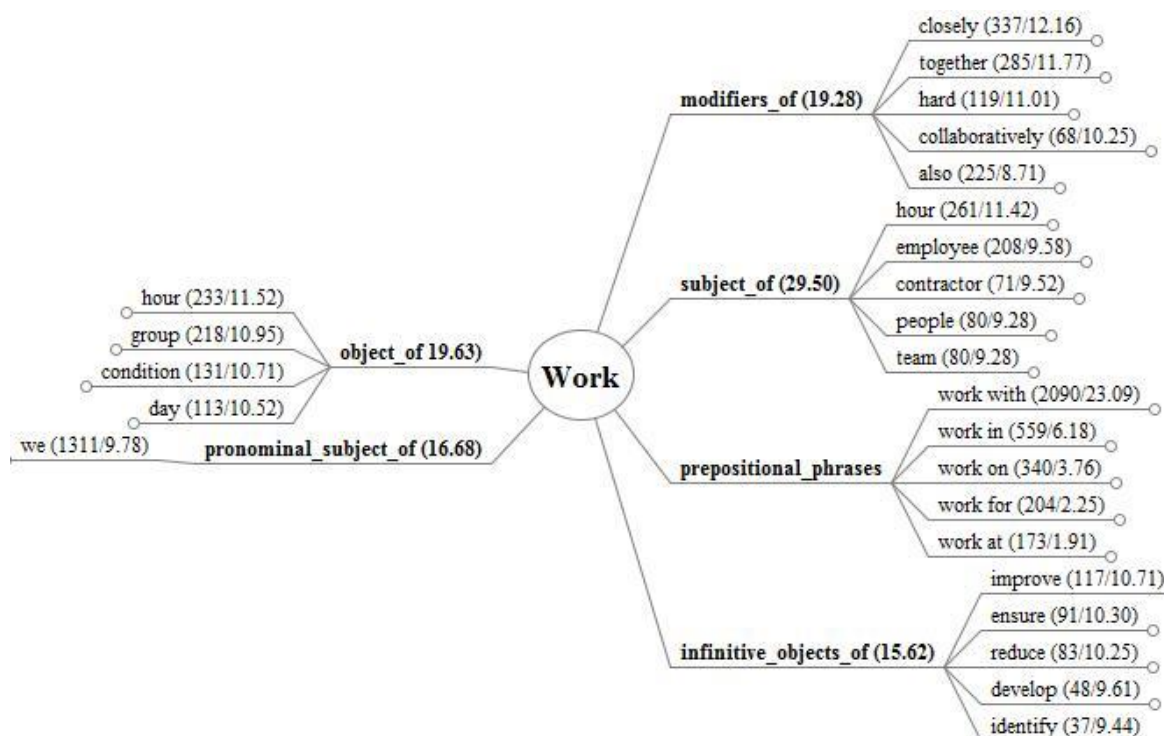 closely (337/12.16)
together (285/11.77)
modifiers_of (19.28)
hard (119/11.01)
collaboratively (68/10.25)
also (225/8.71)
hour (261/11.42)
employee (208/9.58)
subject_of (29.50)
contractor (71/9.52)
people (80/9.28)
team (80/9.28)
hour (233/11.52)
group (218/10.95)
object_of 19.63)
condition (131/10.71)
day (113/10.52)
Work
we (1311/9.78)
pronominal_subject_of (16.68)
work with (2090/23.09)
work in (559/6.18)
prepositional_phrases
work on (340/3.76)
work for (204/2.25)
work at (173/1.91)
improve (117/10.71)
ensure (91/10.30)
infinitive_objects_of (15.62)
reduce (83/10.25)
develop (48/9.61)
identify (37/9.44)